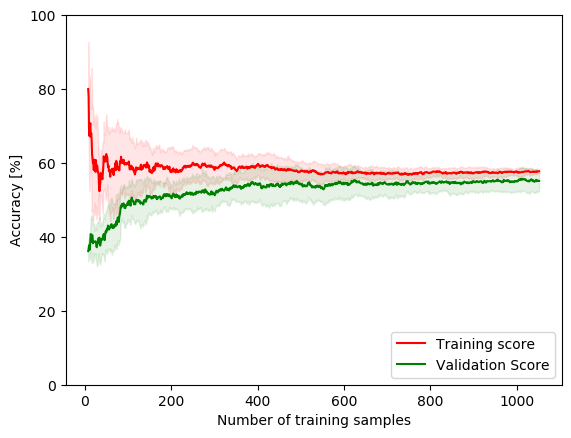 100
80
60
40
20
0
Accuracy [%]
0 200 400 600 800 1000
Number of training samples
Training score
Validation Score